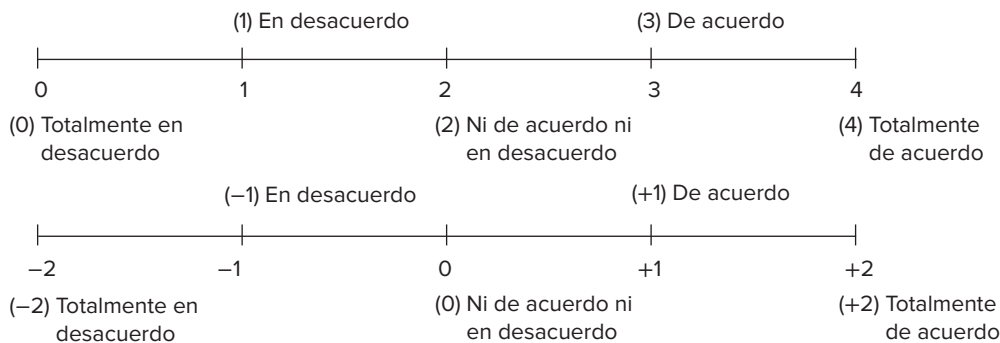 (1) En desacuerdo (3) De acuerdo
0 1 2 3 4
(0) Totalmente en (2) Ni de acuerdo ni (4) Totalmente
desacuerdo en desacuerdo de acuerdo
(−1) En desacuerdo (+1) De acuerdo
−2 −1 0 +1 +2
(−2) Totalmente en (0) Ni de acuerdo ni (+2) Totalmente
desacuerdo en desacuerdo de acuerdo